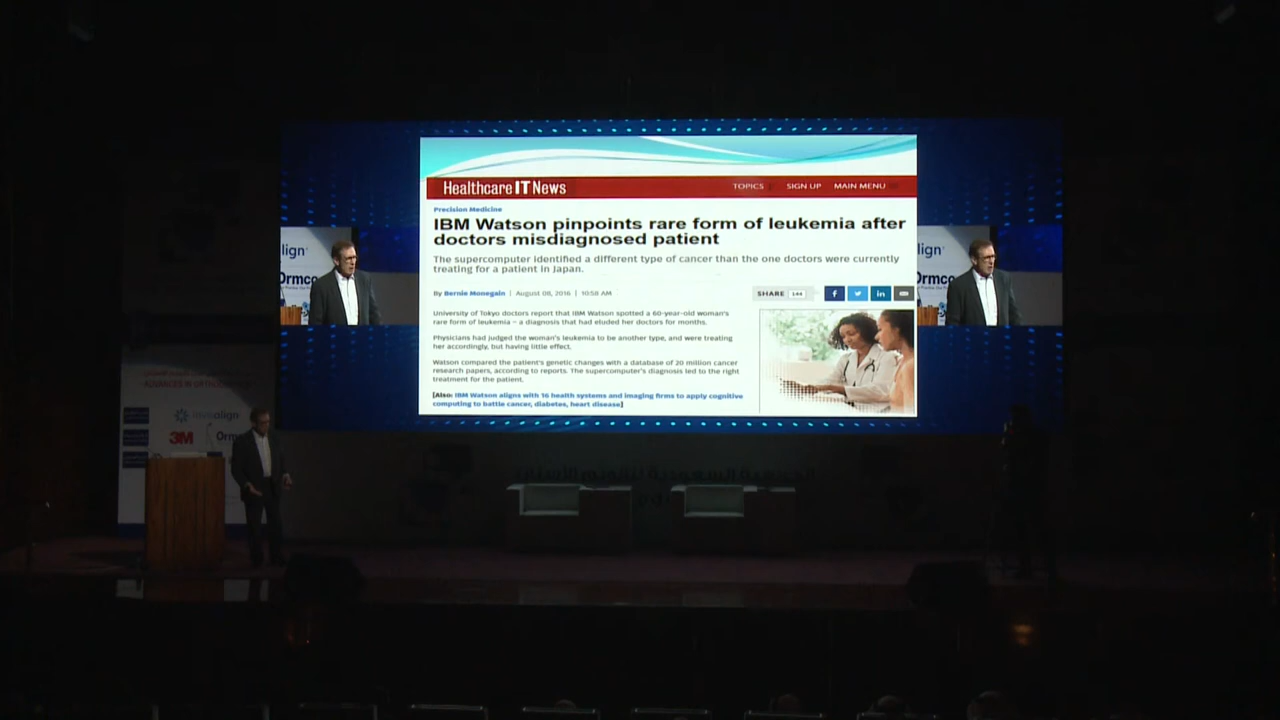 Healthcare IT News
TOPICS
SIGN UP
MAIN MENU
Precision Medicine
IBM Watson pinpoints rare form of leukemia after
doctors misdiagnosed patient
The supercomputer identified a different type of cancer than the one doctors were currently
treating for a patient in Japan.
By Bernie Monegain | August 08, 2016 | 10:58 AM
SHARE 144
University of Tokyo doctors report that IBM Watson spotted a 60-year-old woman's
rare form of leukemia – a diagnosis that had eluded her doctors for months.
Physicians had judged the woman's leukemia to be another type, and were treating
her accordingly, but having little effect.
Watson compared the patient's genetic changes with a database of 20 million cancer
research papers, according to reports. The supercomputer's diagnosis led to the right
treatment for the patient.
[Also: IBM Watson aligns with 16 health systems and imaging firms to apply cognitive
computing to battle cancer, diabetes, heart disease]
align
Ormco
align
Ormco
ADVANCES IN
invisalign
3M
Orm